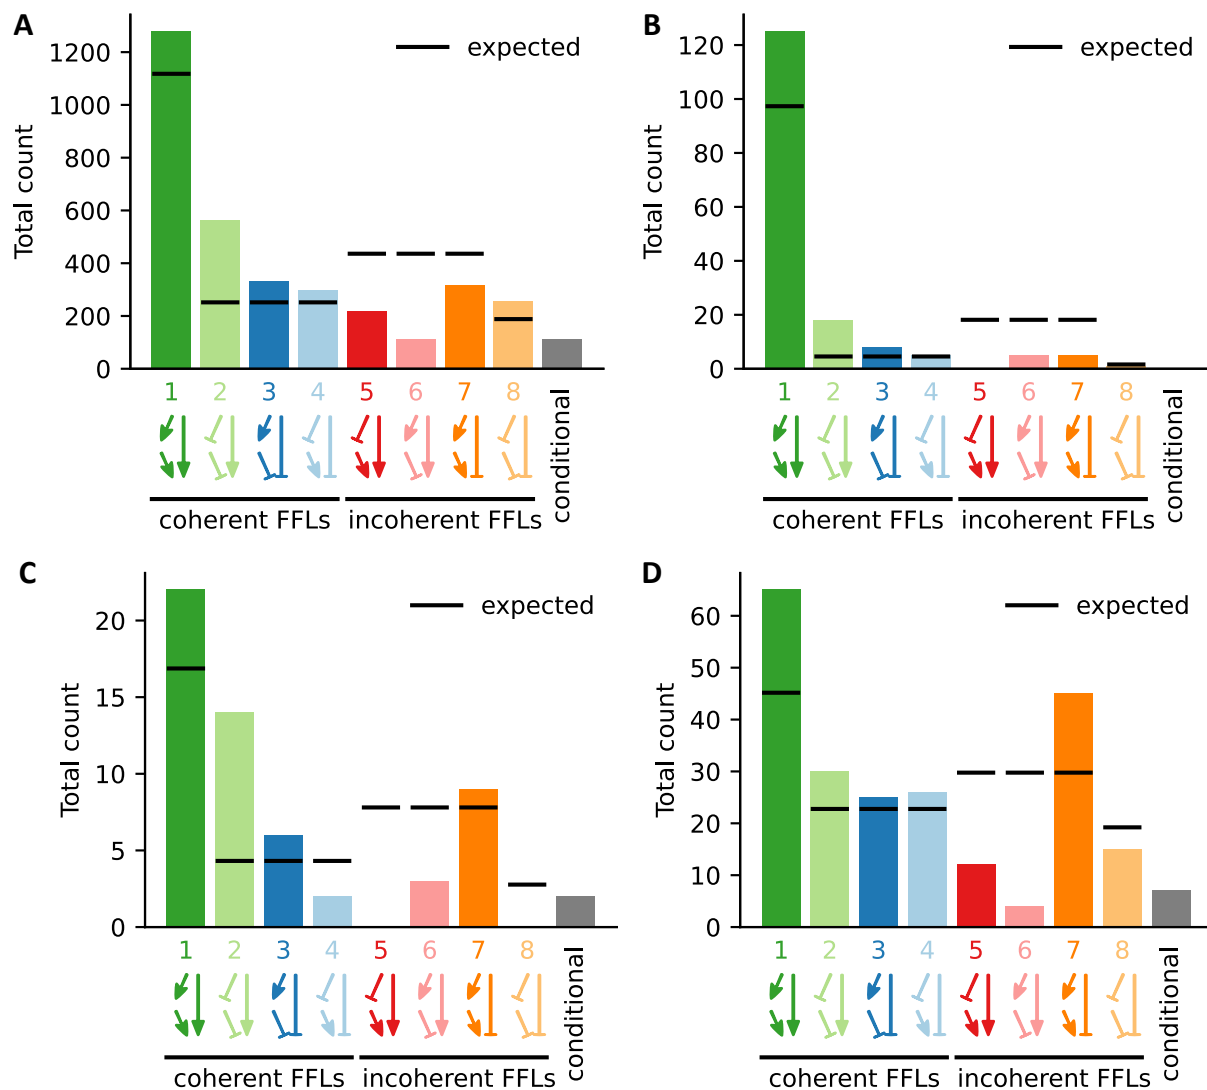 A
Total count
1200
1000
800
600
400
200
0
expected
1 2 3 4 5 6 7 8 conditional
coherent FFLs incoherent FFLs
B
Total count
120
100
80
60
40
20
0
expected
1 2 3 4 5 6 7 8 conditional
coherent FFLs incoherent FFLs
C
Total count
20
15
10
5
0
expected
1 2 3 4 5 6 7 8 conditional
coherent FFLs incoherent FFLs
D
Total count
60
50
40
30
20
10
0
expected
1 2 3 4 5 6 7 8 conditional
coherent FFLs incoherent FFLs